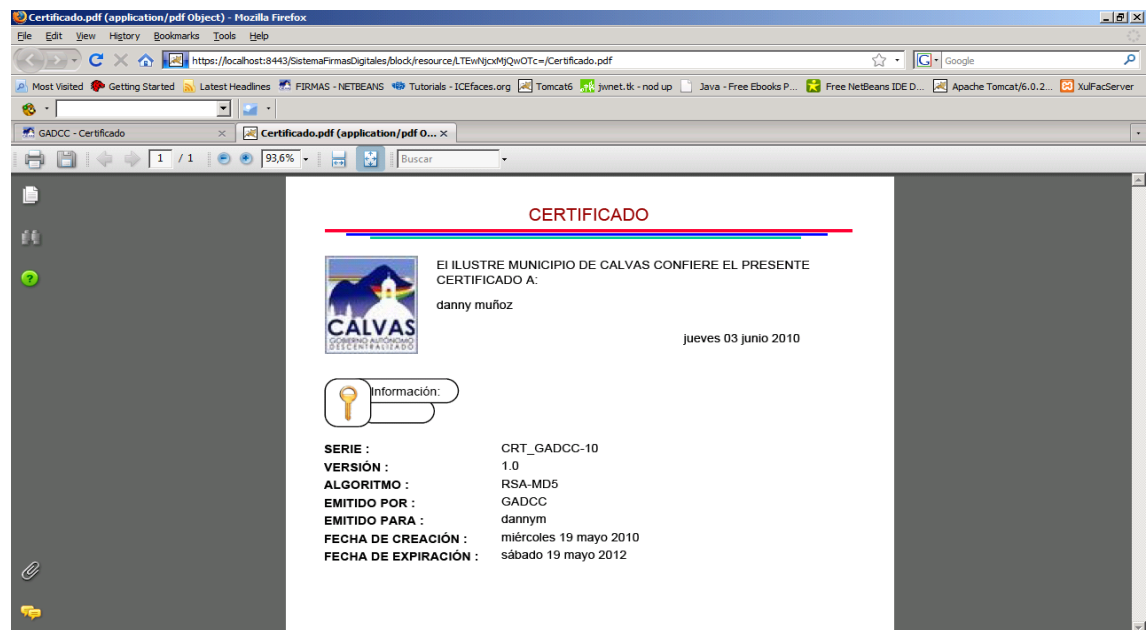 Certificado.pdf (application/pdf Object) - Mozilla Firefox
File Edit View History Bookmarks Tools Help
https://localhost:8443/SistemaFirmasDigitales/block/resource/LTEwNjcxMjQwOTc=/Certificado.pdf
Google
Most Visited Getting Started Latest Headlines FIRMAS - NETBEANS Tutorials - ICEfaces.org Tomcat6 jwnet.tk - nod up Java - Free Ebooks P... Free NetBeans IDE D... Apache Tomcat/6.0.2... XulFacServer
GADCC - Certificado
Certificado.pdf (application/pdf O...
1 / 1 93,6% Buscar
CERTIFICADO
El ILUSTRE MUNICIPIO DE CALVAS CONFIERE EL PRESENTE
CERTIFICADO A:
danny muñoz
CALVAS
GOBIERNO AUTÓNOMO
DESCENTRALIZADO
jueves 03 junio 2010
Información:
SERIE : CRT_GADCC-10
VERSIÓN : 1.0
ALGORITMO : RSA-MD5
EMITIDO POR : GADCC
EMITIDO PARA : dannym
FECHA DE CREACIÓN : miércoles 19 mayo 2010
FECHA DE EXPIRACIÓN : sábado 19 mayo 2012